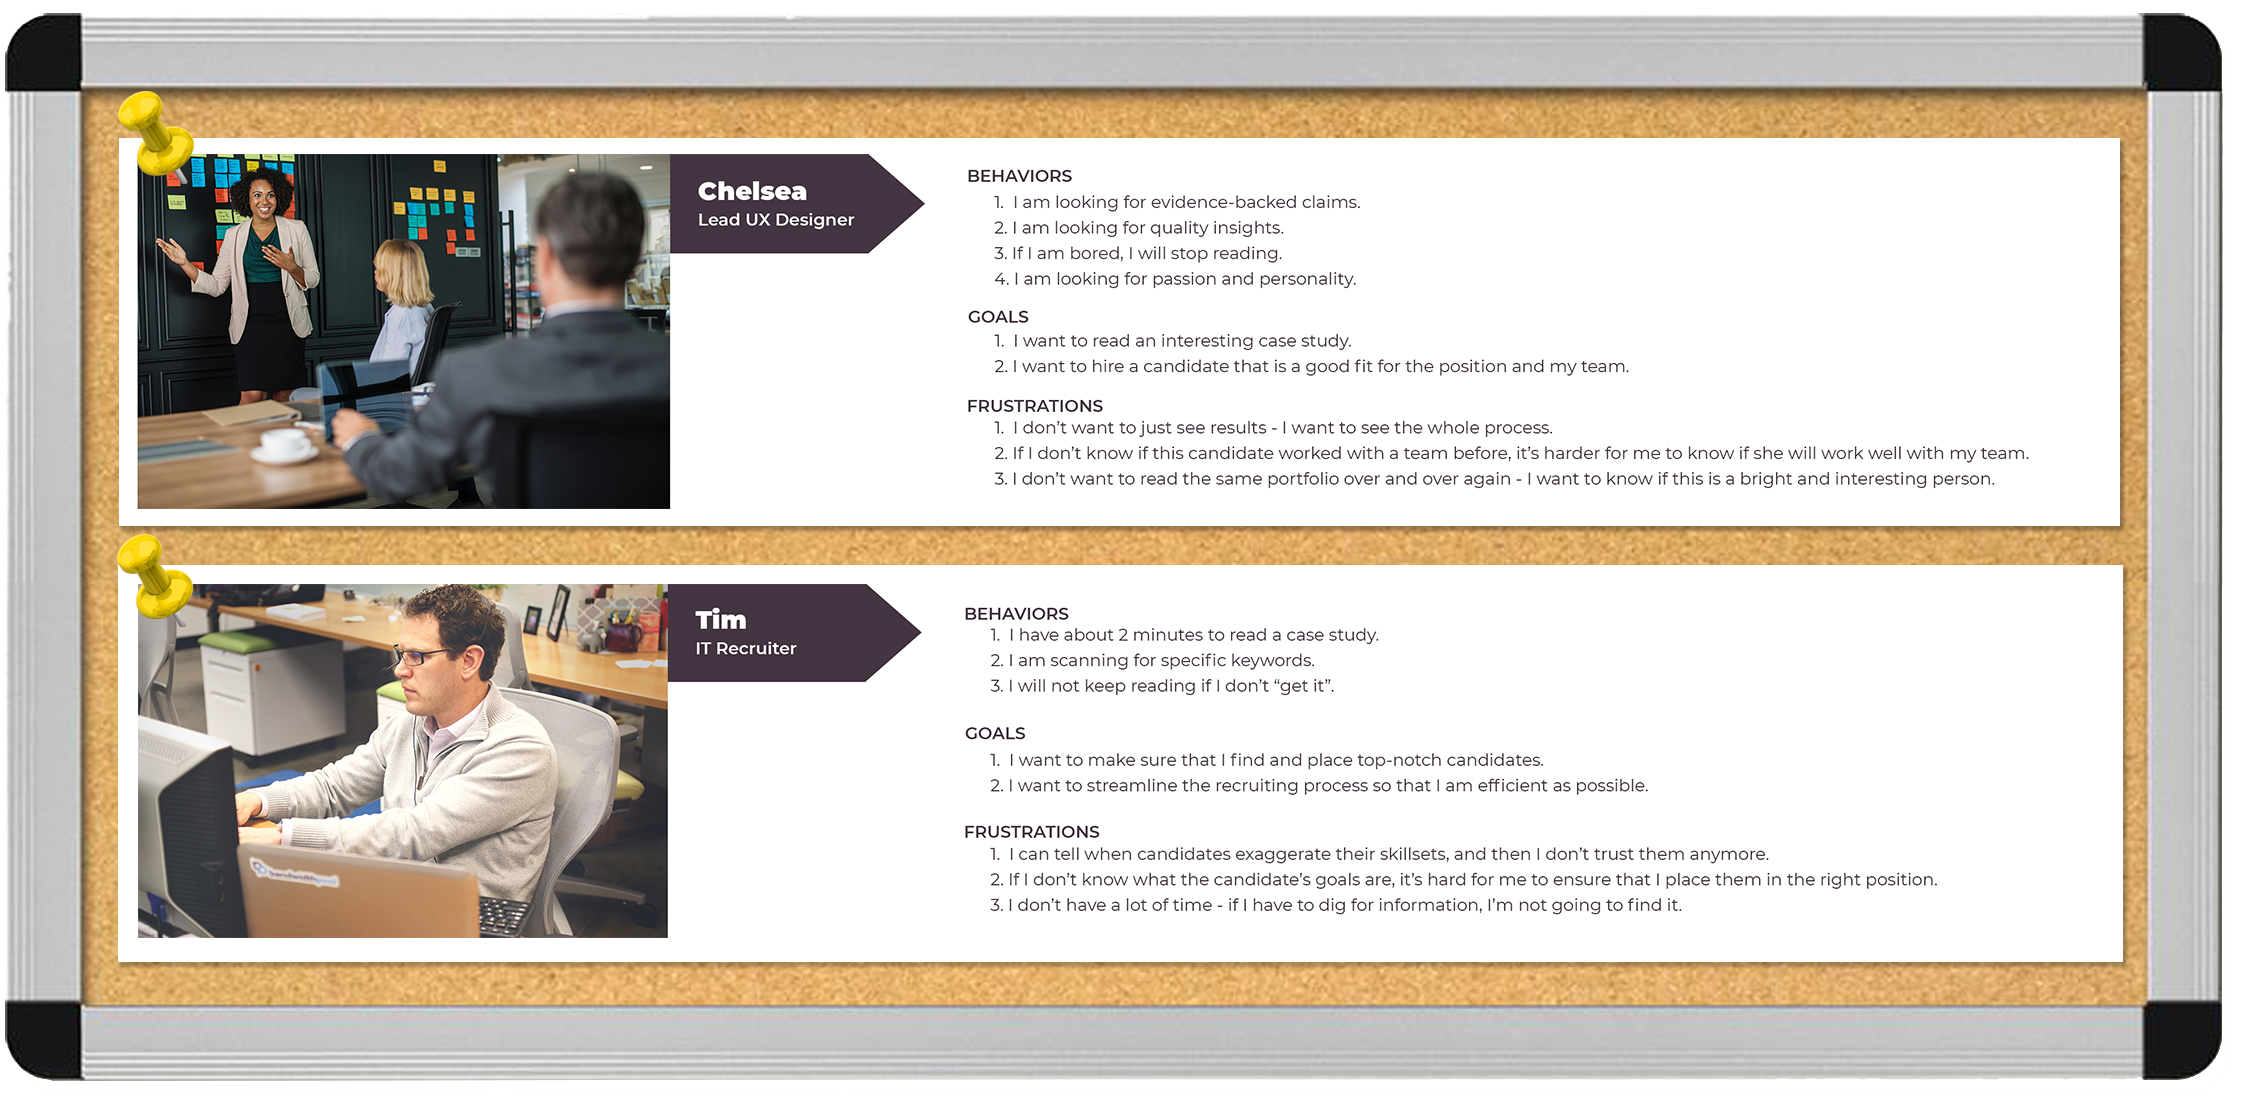 Chelsea
Lead UX Designer
BEHAVIORS
1. I am looking for evidence-backed claims.
2. I am looking for quality insights.
3. If I am bored, I will stop reading.
4. I am looking for passion and personality.
GOALS
1. I want to read an interesting case study.
2. I want to hire a candidate that is a good fit for the position and my team.
FRUSTRATIONS
1. I don’t want to just see results - I want to see the whole process.
2. If I don’t know if this candidate worked with a team before, it’s harder for me to know if she will work well with my team.
3. I don’t want to read the same portfolio over and over again - I want to know if this is a bright and interesting person.
Tim
IT Recruiter
BEHAVIORS
1. I have about 2 minutes to read a case study.
2. I am scanning for specific keywords.
3. I will not keep reading if I don’t “get it”.
GOALS
1. I want to make sure that I find and place top-notch candidates.
2. I want to streamline the recruiting process so that I am efficient as possible.
FRUSTRATIONS
1. I can tell when candidates exaggerate their skillsets, and then I don’t trust them anymore.
2. If I don’t know what the candidate’s goals are, it’s hard for me to ensure that I place them in the right position.
3. I don’t have a lot of time - if I have to dig for information, I’m not going to find it.